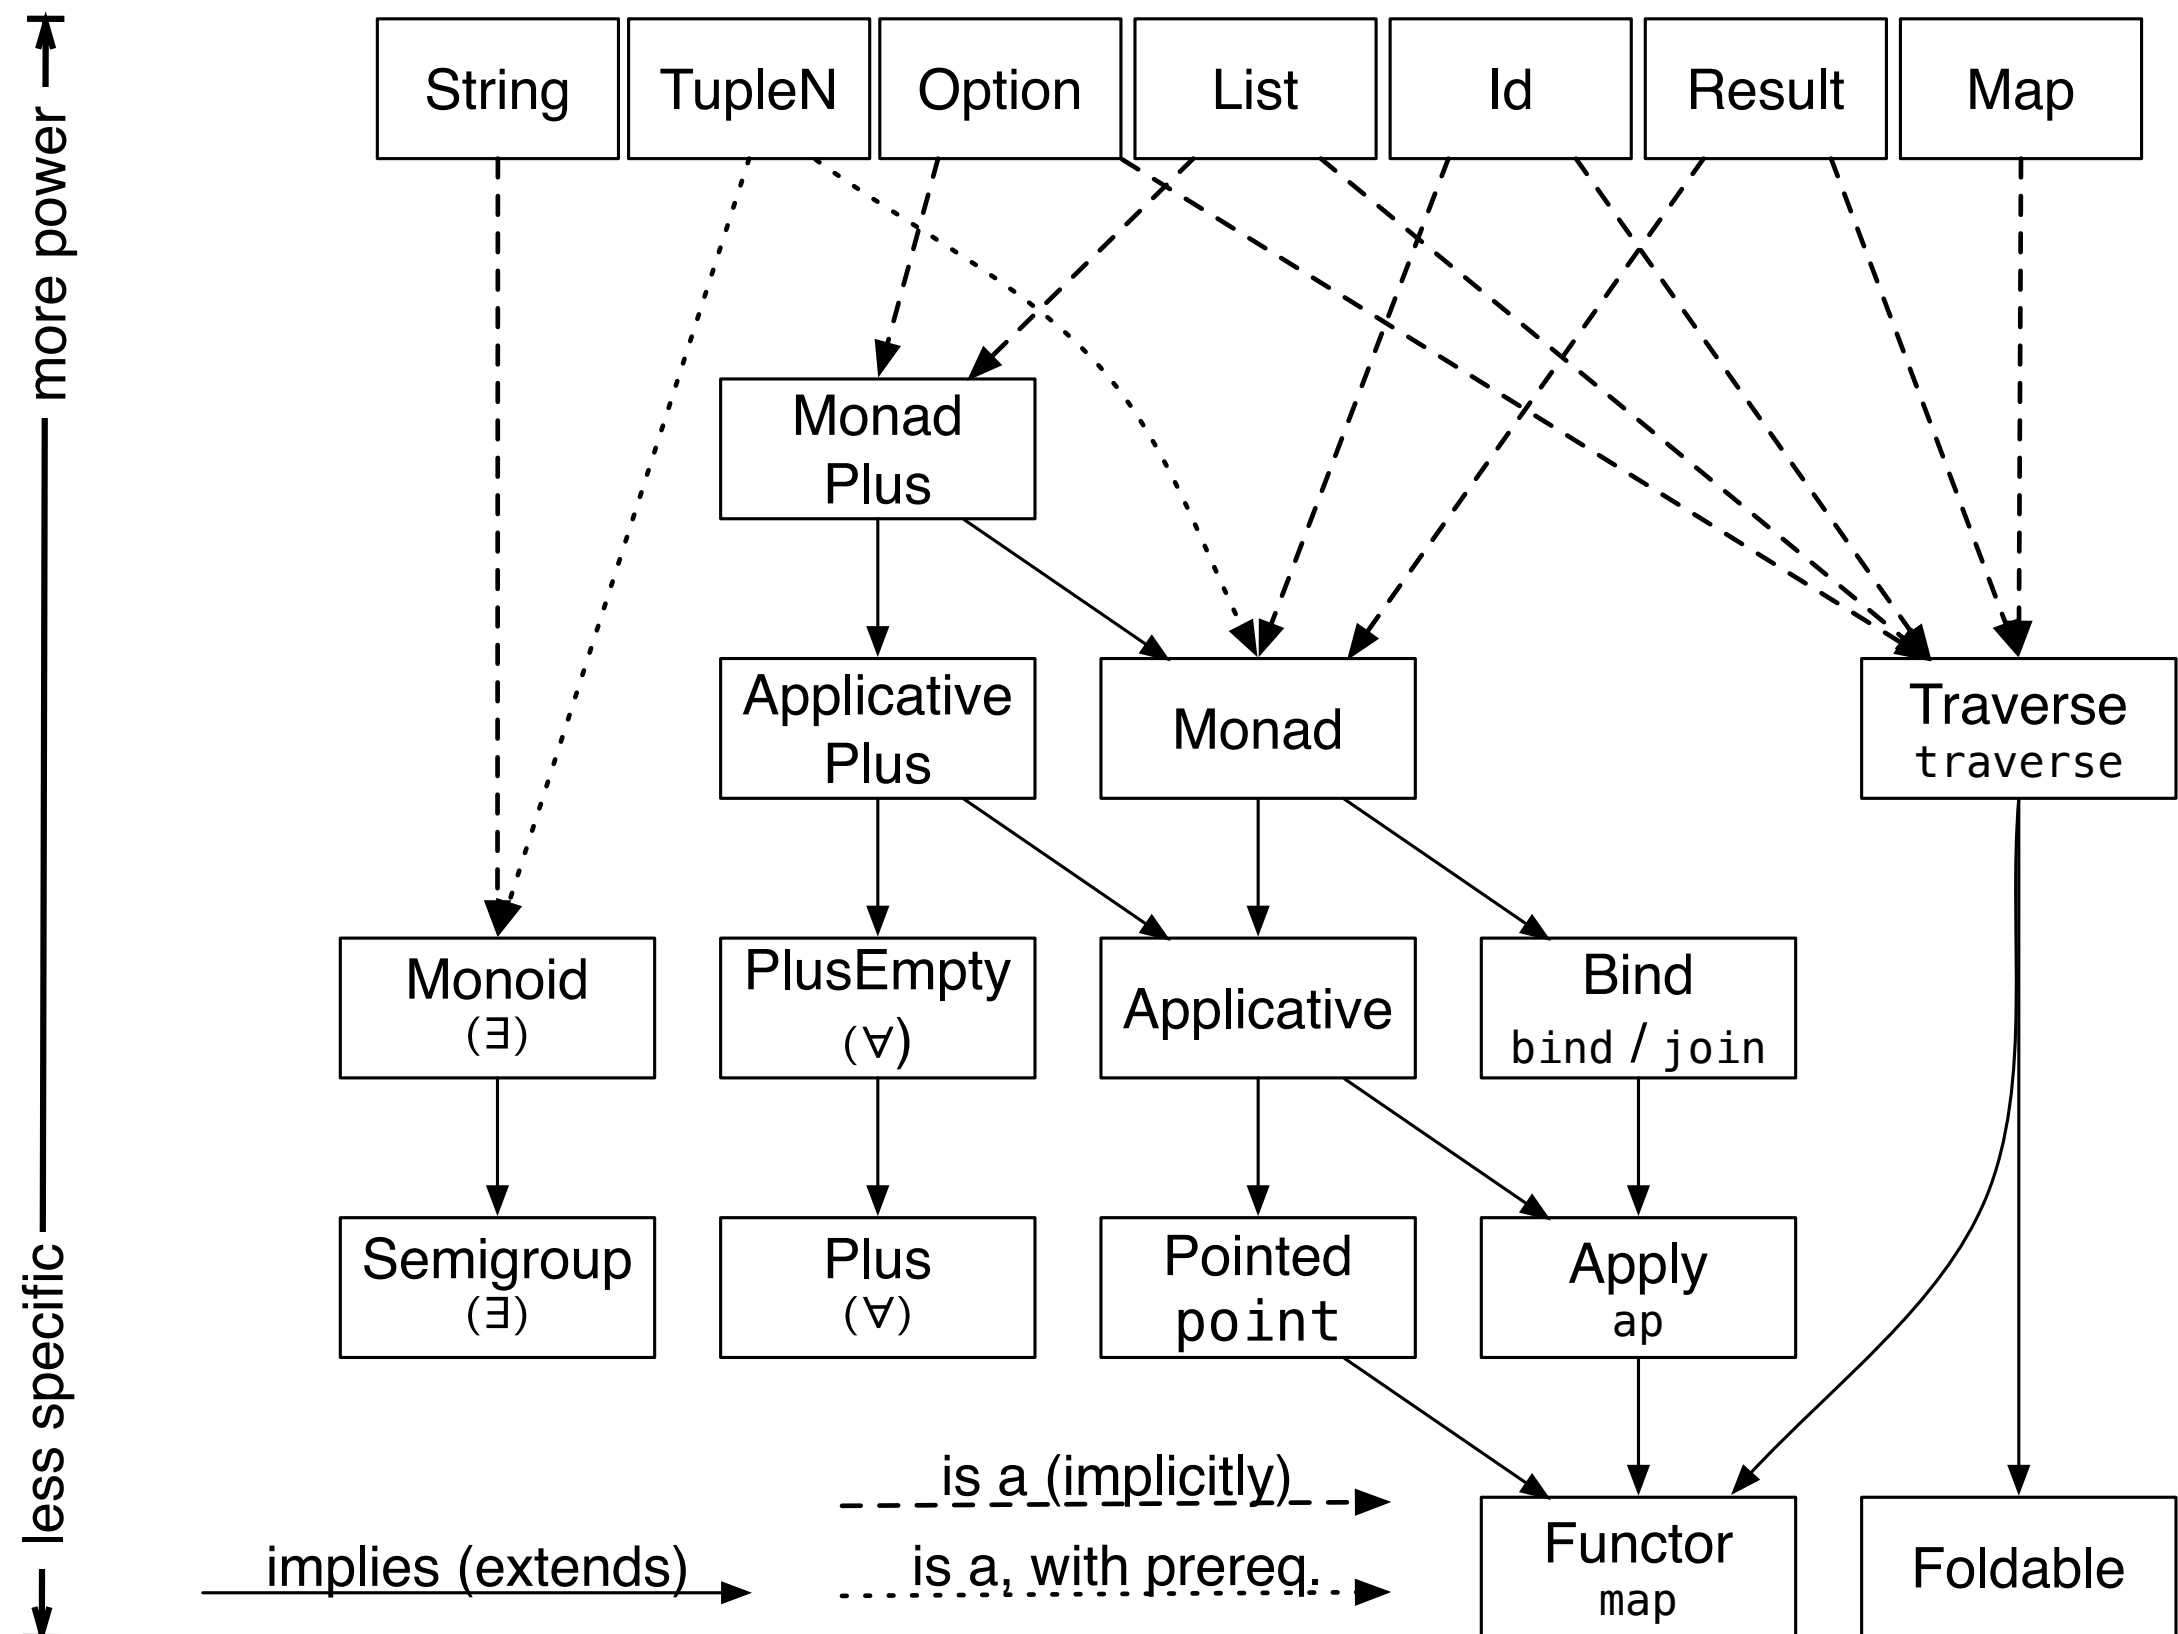 more power
less specific
String
TupleN
Option
List
Id
Result
Map
Monad
Plus
Applicative
Plus
Monad
Traverse
traverse
Monoid
(∃)
PlusEmpty
(∀)
Applicative
Bind
bind / join
Semigroup
(∃)
Plus
(∀)
Pointed
point
Apply
ap
is a (implicitly)
implies (extends)
is a, with prereq.
Functor
map
Foldable